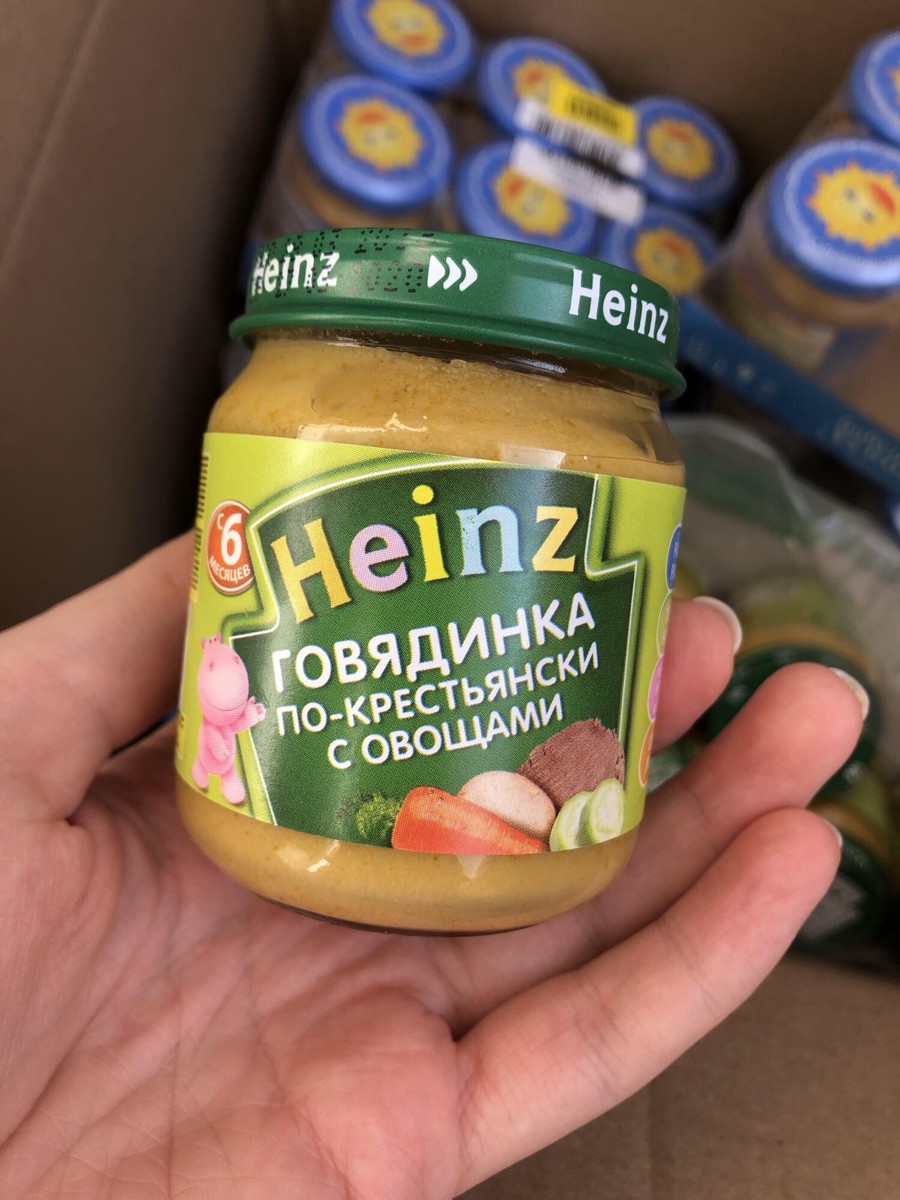 Heinz
Heinz
С
6
МЕСЯЦЕВ
Heinz
ГОВЯДИНКА
ПО-КРЕСТЬЯНСКИ
С ОВОЩАМИ